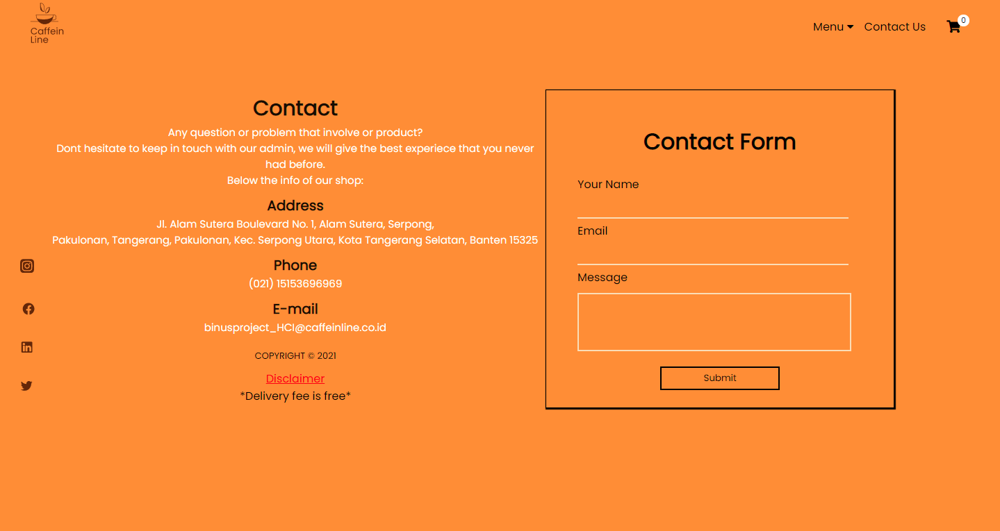 Caffein
Line
Menu
Contact Us
0
Contact
Any question or problem that involve or product?
Dont hesitate to keep in touch with our admin, we will give the best experiece that you never
had before.
Below the info of our shop:
Address
Jl. Alam Sutera Boulevard No. 1, Alam Sutera, Serpong,
Pakulonan, Tangerang, Pakulonan, Kec. Serpong Utara, Kota Tangerang Selatan, Banten 15325
Phone
(021) 15153696969
E-mail
binusproject_HCI@caffeinline.co.id
COPYRIGHT © 2021
Disclaimer
*Delivery fee is free*
Contact Form
Your Name
Email
Message
Submit